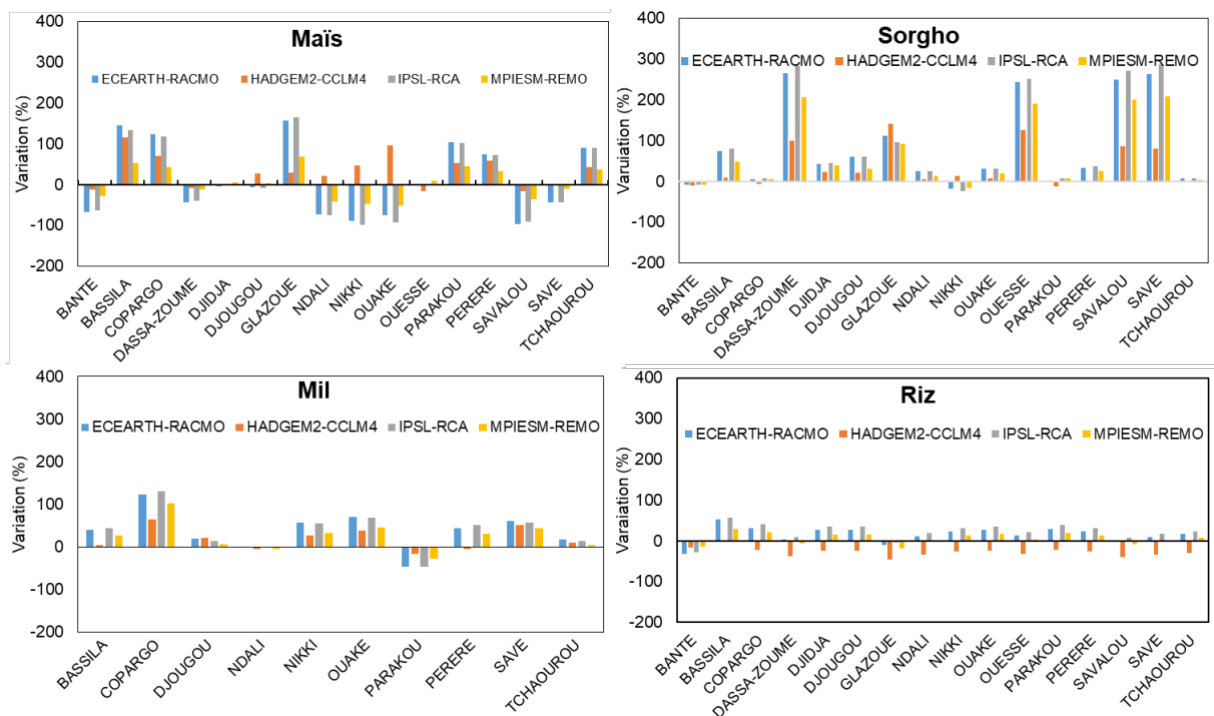 Maïs
400
300
200
100
0
-100
-200
Variation (%)
ECEARTH-RACMO HADGEM2-CCLM4 IPSL-RCA MPIESM-REMO
BANTE
BASSILA
COPARGO
DASSA-ZOUME
DJIDJA
DJOUGOU
GLAZOUE
NDALI
NIKKI
OUAKE
OUESSE
PARAKOU
PERERE
SAVALOU
SAVE
TCHAOUROU
Sorgho
400
300
200
100
0
-100
-200
Varuiation (%)
ECEARTH-RACMO HADGEM2-CCLM4 IPSL-RCA MPIESM-REMO
BANTE
BASSILA
COPARGO
DASSA-ZOUME
DJIDJA
DJOUGOU
GLAZOUE
NDALI
NIKKI
OUAKE
OUESSE
PARAKOU
PERERE
SAVALOU
SAVE
TCHAOUROU
Mil
400
300
200
100
0
-100
-200
Variation (%)
ECEARTH-RACMO HADGEM2-CCLM4 IPSL-RCA MPIESM-REMO
BASSILA
COPARGO
DJOUGOU
NDALI
NIKKI
OUAKE
PARAKOU
PERERE
SAVE
TCHAOUROU
Riz
400
300
200
100
0
-100
-200
Varaiation (%)
ECEARTH-RACMO HADGEM2-CCLM4 IPSL-RCA MPIESM-REMO
BANTE
BASSILA
COPARGO
DASSA-ZOUME
DJIDJA
DJOUGOU
GLAZOUE
NDALI
NIKKI
OUAKE
OUESSE
PARAKOU
PERERE
SAVALOU
SAVE
TCHAOUROU